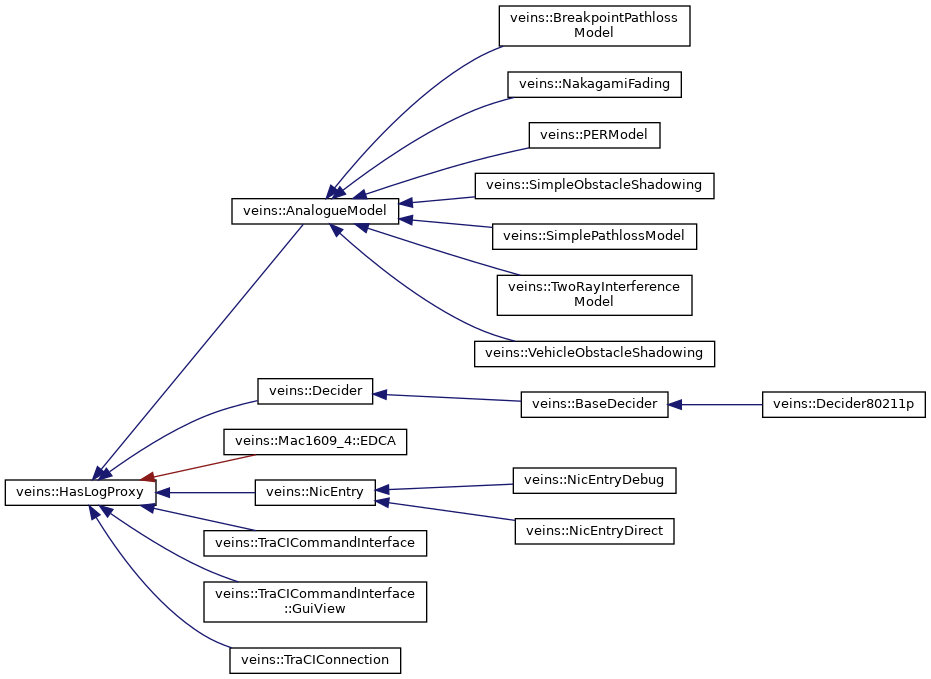 veins::BreakpointPathloss
Model
veins::NakagamiFading
veins::PERModel
veins::SimpleObstacleShadowing
veins::AnalogueModel
veins::SimplePathlossModel
veins::TwoRayInterference
Model
veins::VehicleObstacleShadowing
veins::Decider
veins::BaseDecider
veins::Decider80211p
veins::Mac1609_4::EDCA
veins::HasLogProxy
veins::NicEntry
veins::NicEntryDebug
veins::NicEntryDirect
veins::TraCICommandInterface
veins::TraCICommandInterface
::GuiView
veins::TraCIConnection